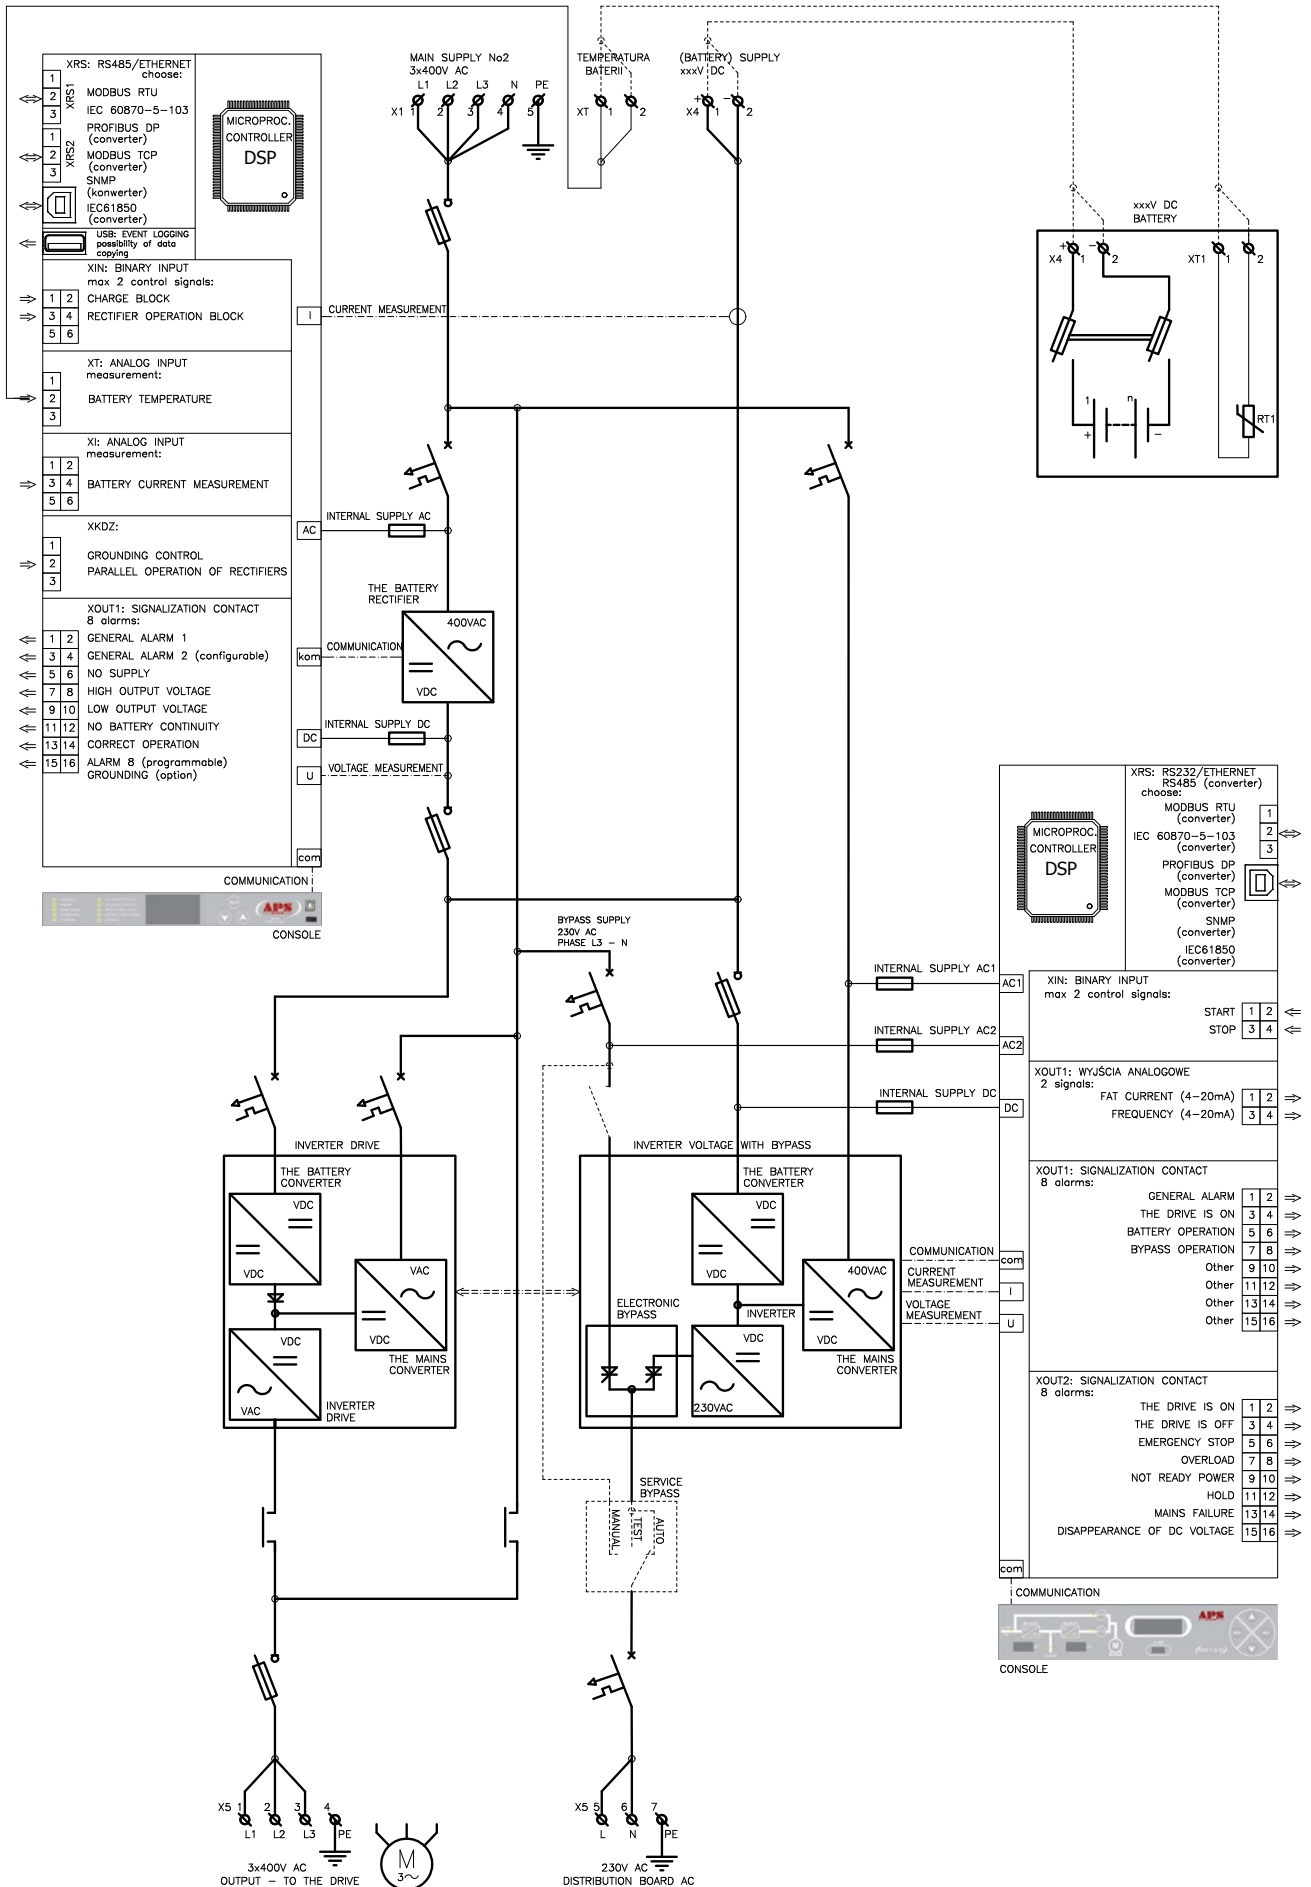 MAIN SUPPLY No2
3x400V AC
L1 L2 L3 N PE
X1 1 2 3 4 5
TEMPERATURA
BATERII
XT 1 2
(BATTERY) SUPPLY
xxxV DC
X4 + 1 - 2
XRS: RS485/ETHERNET
choose:
XRS1
1
2
3
MODBUS RTU
IEC 60870-5-103
XRS2
1
2
3
PROFIBUS DP
(converter)
MODBUS TCP
(converter)
SNMP
(konwerter)
IEC61850
(converter)
USB: EVENT LOGGING
possibility of data
copying
MICROPROC.
CONTROLLER
DSP
XIN: BINARY INPUT
max 2 control signals:
1 2 CHARGE BLOCK
3 4 RECTIFIER OPERATION BLOCK
5 6
I
CURRENT MEASUREMENT
XT: ANALOG INPUT
measurement:
1
2 BATTERY TEMPERATURE
3
XI: ANALOG INPUT
measurement:
1 2
3 4 BATTERY CURRENT MEASUREMENT
5 6
XKDZ:
1
2
3
GROUNDING CONTROL
PARALLEL OPERATION OF RECTIFIERS
AC
INTERNAL SUPPLY AC
XOUT1: SIGNALIZATION CONTACT
8 alarms:
1 2 GENERAL ALARM 1
3 4 GENERAL ALARM 2 (configurable)
5 6 NO SUPPLY
7 8 HIGH OUTPUT VOLTAGE
9 10 LOW OUTPUT VOLTAGE
11 12 NO BATTERY CONTINUITY
13 14 CORRECT OPERATION
15 16 ALARM 8 (programmable)
GROUNDING (option)
THE BATTERY
RECTIFIER
400VAC
VDC
kom
COMMUNICATION
DC
INTERNAL SUPPLY DC
U
VOLTAGE MEASUREMENT
com
COMMUNICATION
APS
CONSOLE
xxxV DC
BATTERY
X4 + 1 - 2
XT1 1 2
1 n
+ -
RT1
BYPASS SUPPLY
230V AC
PHASE L3 - N
XRS: RS232/ETHERNET
RS485 (converter)
choose:
MODBUS RTU
(converter)
IEC 60870-5-103
(converter)
1
2
3
PROFIBUS DP
(converter)
MODBUS TCP
(converter)
SNMP
(converter)
IEC61850
(converter)
MICROPROC.
CONTROLLER
DSP
INTERNAL SUPPLY AC1
AC1
INTERNAL SUPPLY AC2
AC2
INTERNAL SUPPLY DC
DC
XIN: BINARY INPUT
max 2 control signals:
START 1 2
STOP 3 4
XOUT1: WYJŚCIA ANALOGOWE
2 signals:
FAT CURRENT (4-20mA) 1 2
FREQUENCY (4-20mA) 3 4
XOUT1: SIGNALIZATION CONTACT
8 alarms:
GENERAL ALARM 1 2
THE DRIVE IS ON 3 4
BATTERY OPERATION 5 6
BYPASS OPERATION 7 8
Other 9 10
Other 11 12
Other 13 14
Other 15 16
COMMUNICATION
com
CURRENT
MEASUREMENT
I
VOLTAGE
MEASUREMENT
U
XOUT2: SIGNALIZATION CONTACT
8 alarms:
THE DRIVE IS ON 1 2
THE DRIVE IS OFF 3 4
EMERGENCY STOP 5 6
OVERLOAD 7 8
NOT READY POWER 9 10
HOLD 11 12
MAINS FAILURE 13 14
DISAPPEARANCE OF DC VOLTAGE 15 16
com
COMMUNICATION
APS
M
CONSOLE
INVERTER DRIVE
THE BATTERY
CONVERTER
VDC
VDC
VAC
VDC
THE MAINS
CONVERTER
VDC
VAC
INVERTER
DRIVE
INVERTER VOLTAGE WITH BYPASS
THE BATTERY
CONVERTER
VDC
VDC
400VAC
VDC
THE MAINS
CONVERTER
ELECTRONIC
BYPASS
INVERTER
VDC
230VAC
SERVICE
BYPASS
MANUAL
TEST
AUTO
X5 1 2 3 4
L1 L2 L3 PE
3x400V AC
OUTPUT - TO THE DRIVE
M
3~
X5 5 6 7
L N PE
230V AC
DISTRIBUTION BOARD AC